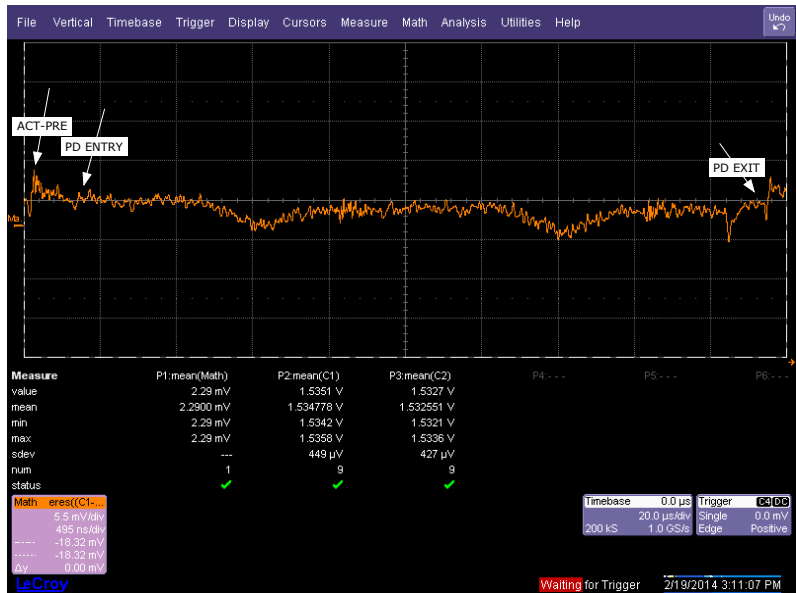 File Vertical Timebase Trigger Display Cursors Measure Math Analysis Utilities Help Undo
ACT-PRE
PD ENTRY
PD EXIT
Ma
Measure P1:mean(Math) P2:mean(C1) P3:mean(C2) P4:- - - P5:- - - P6:- - -
value 2.29 mV 1.5351 V 1.5327 V
mean 2.2900 mV 1.534778 V 1.532551 V
min 2.29 mV 1.5342 V 1.5321 V
max 2.29 mV 1.5358 V 1.5336 V
sdev --- 449 µV 427 µV
num 1 9 9
status
Math eres((C1-...
5.5 mV/div
495 ns/div
-18.32 mV
-18.32 mV
Δy 0.00 mV
Timebase 0.0 µs
20.0 µs/div
200 kS 1.0 GS/s
Trigger C4 DC
Single 0.0 mV
Edge Positive
LeCroy
Waiting for Trigger 2/19/2014 3:11:07 PM